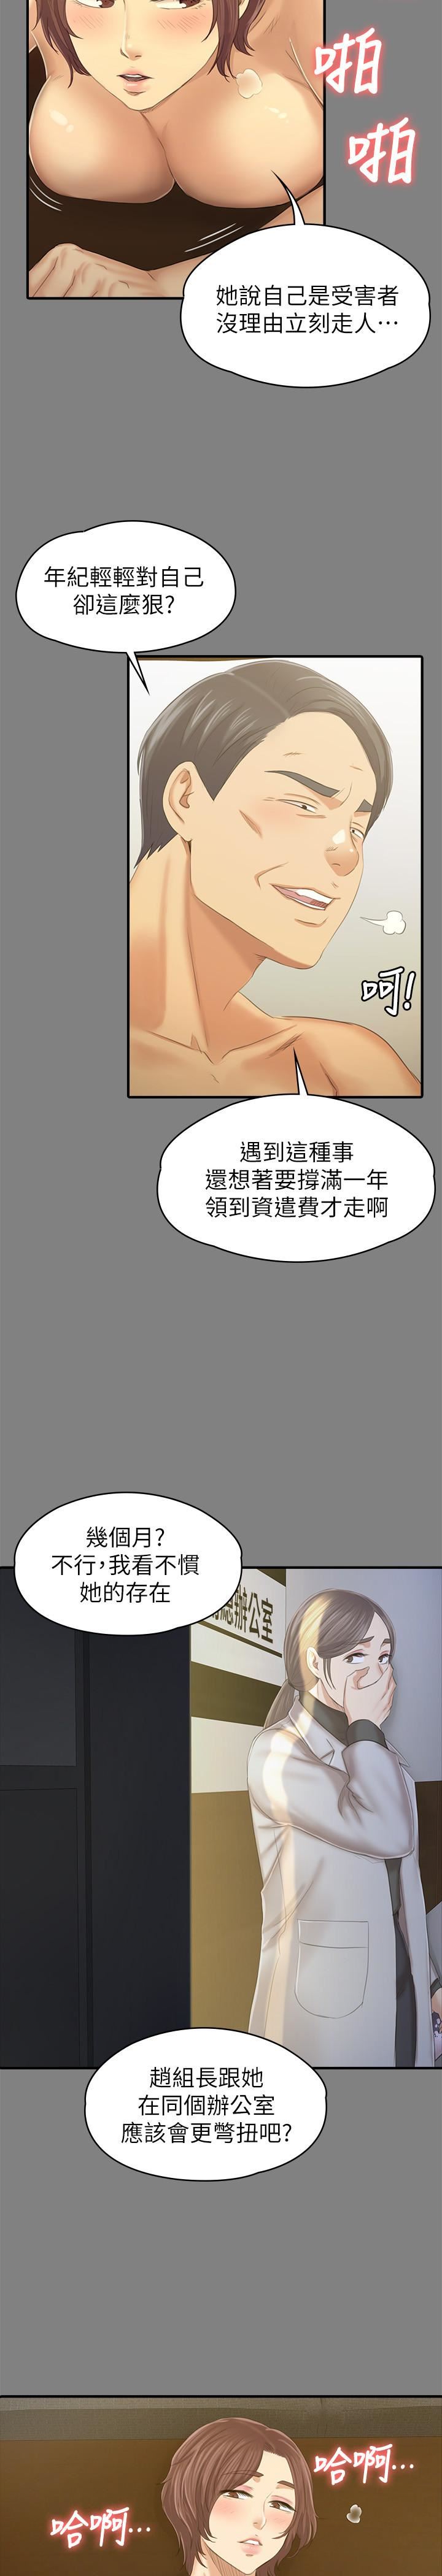 啪
啪
她說自己是受害者
沒理由立刻走人…
年紀輕輕對自己
卻這麼狠?
呵!
遇到這種事
還想著要撐滿一年
領到資遣費才走啊
幾個月?
不行,我看不慣
她的存在
總辦公室
趙組長跟她
在同個辦公室
應該會更彆扭吧?
哈啊…
哈啊…